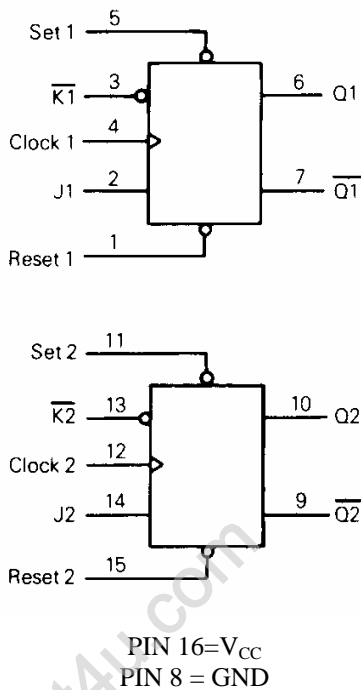 5
Set 1
3
6
K1
Q1
4
Clock 1
2
7
J1
Q1
1
Reset 1
11
Set 2
13
10
K2
Q2
12
Clock 2
14
9
J2
Q2
15
Reset 2
t4u.com
PIN 16=VCC
PIN 8 = GND